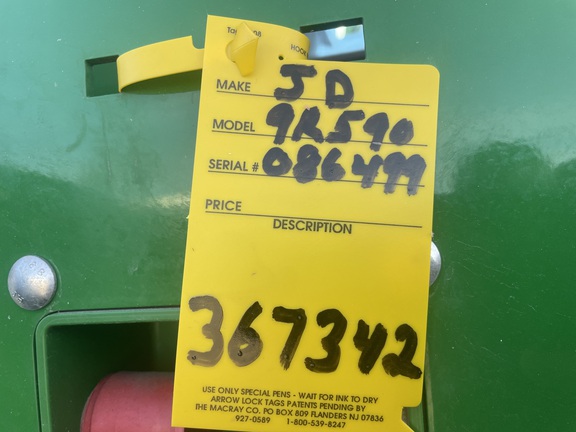 MAKE JD
MODEL 9R590
SERIAL # 086499
PRICE
DESCRIPTION
367342
USE ONLY SPECIAL PENS - WAIT FOR INK TO DRY
ARROW LOCK TAGS PATENTS PENDING BY
THE MACRAY CO. PO BOX 809 FLANDERS NJ 07836
927-0589 1-800-539-8247